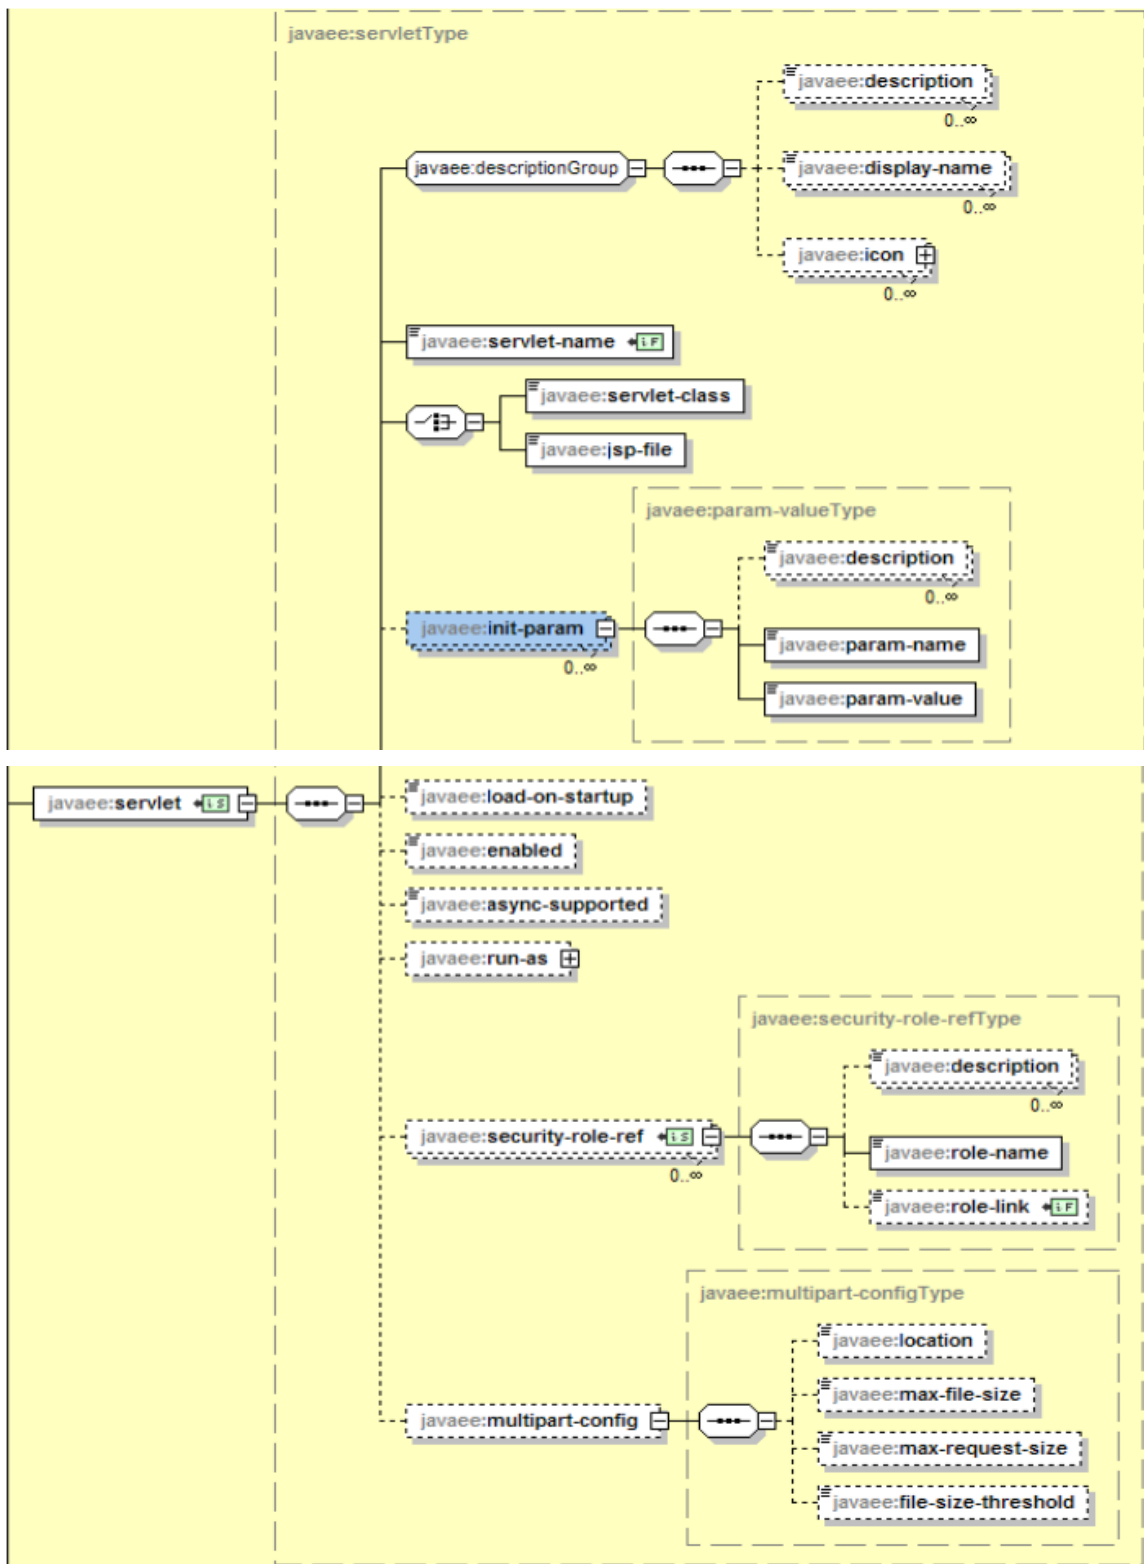 javaee:servletType
javaee:description
0..∞
javaee:descriptionGroup
javaee:display-name
0..∞
javaee:icon
0..∞
javaee:servlet-name iF
javaee:servlet-class
javaee:jsp-file
javaee:param-valueType
javaee:description
0..∞
javaee:init-param
0..∞
javaee:param-name
javaee:param-value
javaee:servlet iS
javaee:load-on-startup
javaee:enabled
javaee:async-supported
javaee:run-as
javaee:security-role-refType
javaee:description
0..∞
javaee:security-role-ref iS
0..∞
javaee:role-name
javaee:role-link iF
javaee:multipart-configType
javaee:location
javaee:max-file-size
javaee:multipart-config
javaee:max-request-size
javaee:file-size-threshold